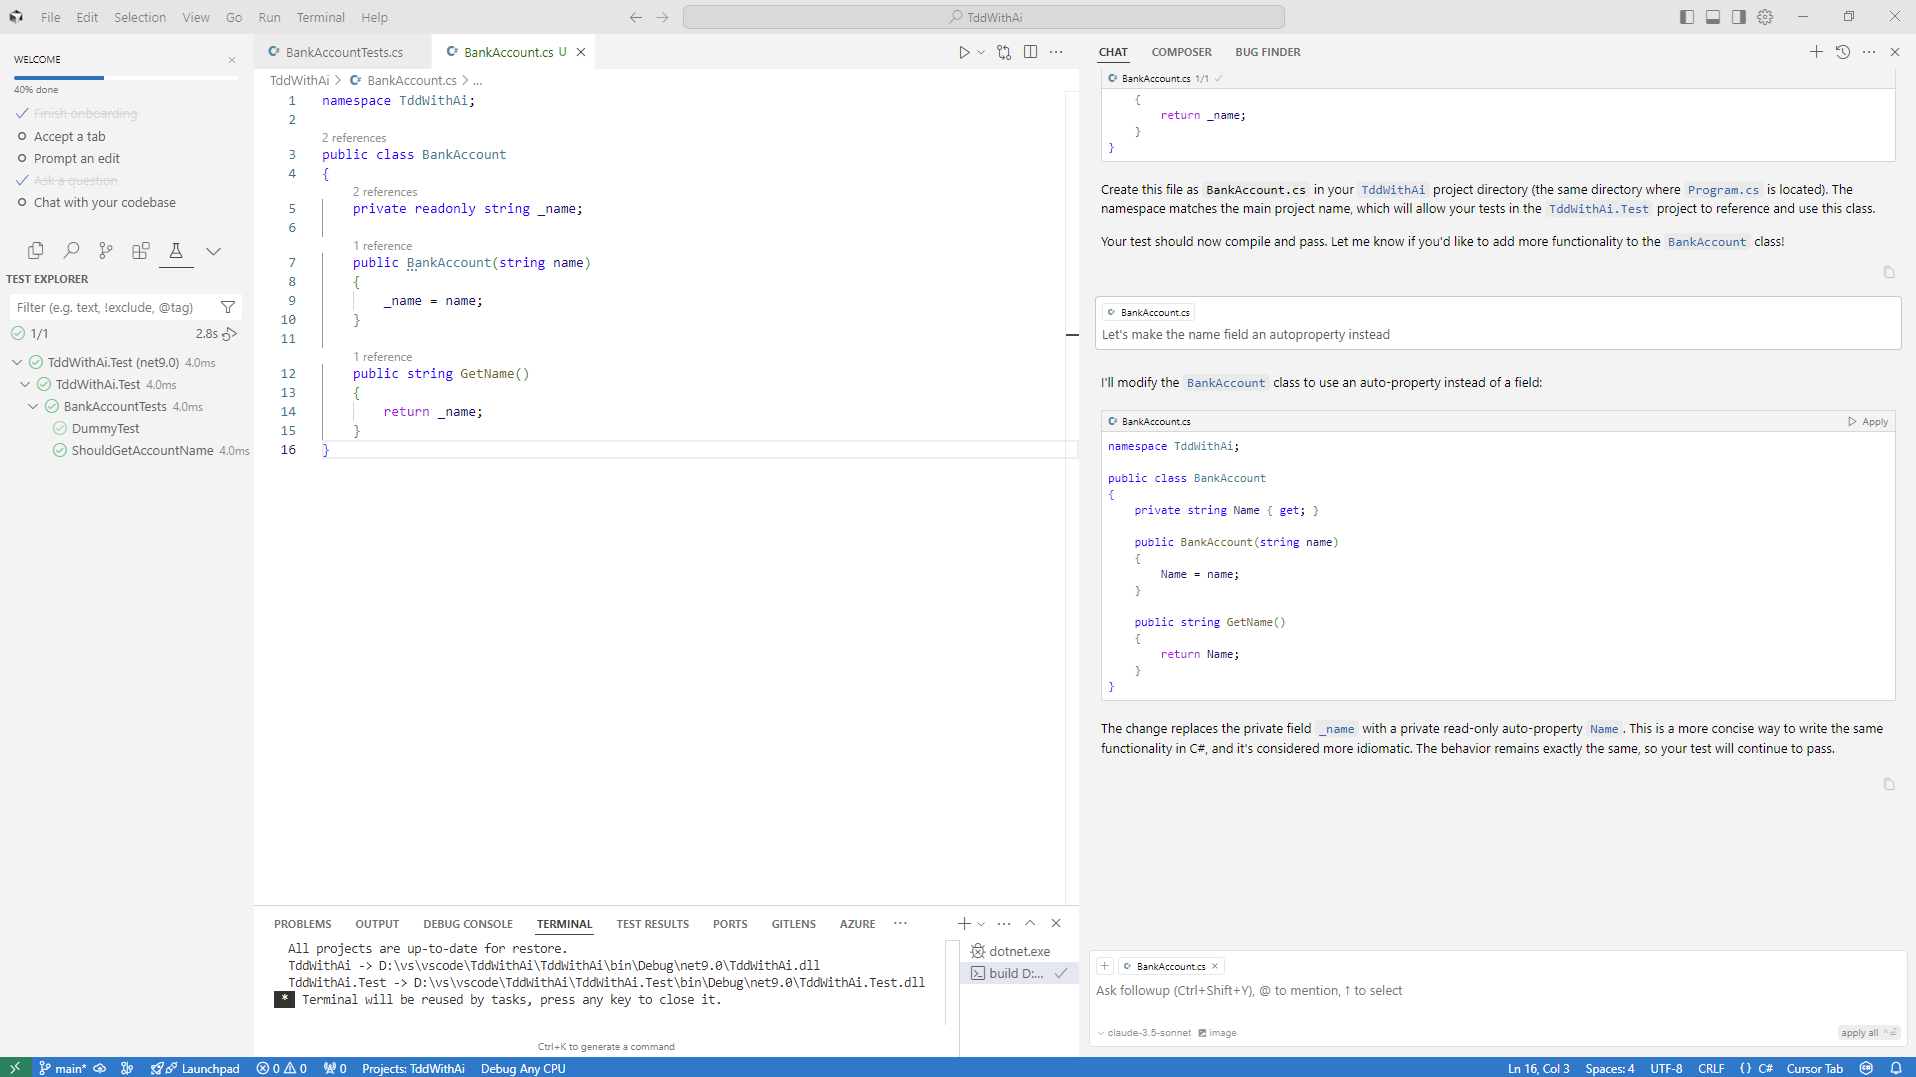 File Edit Selection View Go Run Terminal Help
TddWithAi
WELCOME
40% done
Finish onboarding
Accept a tab
Prompt an edit
Ask a question
Chat with your codebase
TEST EXPLORER
Filter (e.g. text, !exclude, @tag)
1/1 2.8s
TddWithAi.Test (net9.0) 4.0ms
TddWithAi.Test 4.0ms
BankAccountTests 4.0ms
DummyTest
ShouldGetAccountName 4.0ms
BankAccountTests.cs
BankAccount.cs U
TddWithAi > BankAccount.cs > ...
1 namespace TddWithAi;
2
2 references
3 public class BankAccount
4 {
2 references
5 private readonly string _name;
6
1 reference
7 public BankAccount(string name)
8 {
9 _name = name;
10 }
11
1 reference
12 public string GetName()
13 {
14 return _name;
15 }
16 }
PROBLEMS OUTPUT DEBUG CONSOLE TERMINAL TEST RESULTS PORTS GITLENS AZURE
All projects are up-to-date for restore.
TddWithAi -> D:\vs\vscode\TddWithAi\TddWithAi\bin\Debug\net9.0\TddWithAi.dll
TddWithAi.Test -> D:\vs\vscode\TddWithAi\TddWithAi.Test\bin\Debug\net9.0\TddWithAi.Test.dll
* Terminal will be reused by tasks, press any key to close it.
Ctrl+K to generate a command
dotnet.exe
build D:...
CHAT COMPOSER BUG FINDER
BankAccount.cs 1/1
{
return _name;
}
}
Create this file as BankAccount.cs in your TddWithAi project directory (the same directory where Program.cs is located). The
namespace matches the main project name, which will allow your tests in the TddWithAi.Test project to reference and use this class.
Your test should now compile and pass. Let me know if you'd like to add more functionality to the BankAccount class!
BankAccount.cs
Let's make the name field an autoproperty instead
I'll modify the BankAccount class to use an auto-property instead of a field:
BankAccount.cs Apply
namespace TddWithAi;
public class BankAccount
{
private string Name { get; }
public BankAccount(string name)
{
Name = name;
}
public string GetName()
{
return Name;
}
}
The change replaces the private field _name with a private read-only auto-property Name. This is a more concise way to write the same
functionality in C#, and it's considered more idiomatic. The behavior remains exactly the same, so your test will continue to pass.
BankAccount.cs
Ask followup (Ctrl+Shift+Y), @ to mention, ↑ to select
claude-3.5-sonnet image apply all
main* Launchpad 0 0 0 Projects: TddWithAi Debug Any CPU Ln 16, Col 3 Spaces: 4 UTF-8 CRLF {} C# Cursor Tab